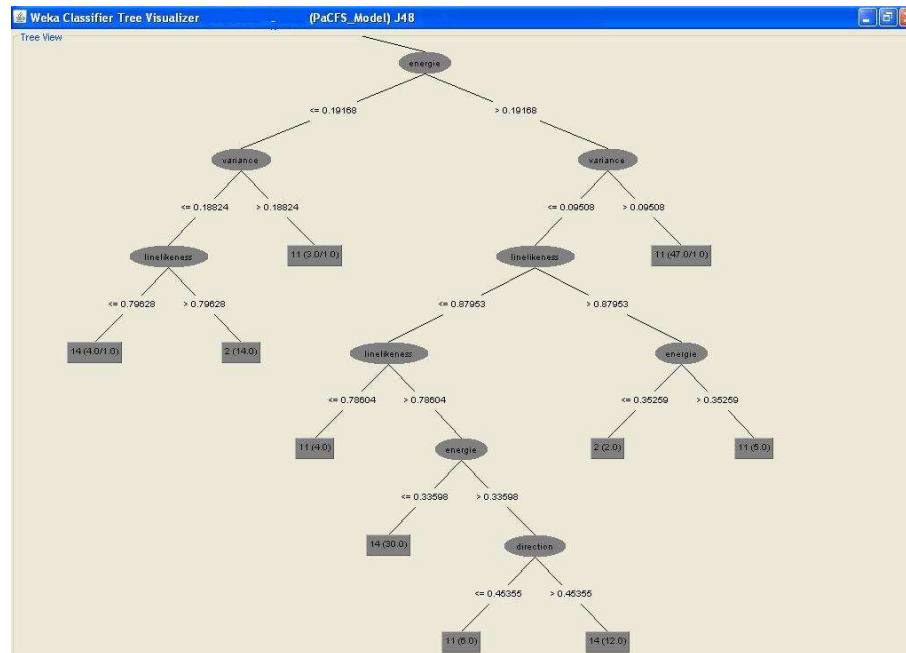 Weka Classifier Tree Visualizer (PaCFS_Model) J48
Tree View
energie
<= 0.19168 > 0.19168
variance variance
<= 0.18824 > 0.18824 <= 0.09508 > 0.09508
linelikeness 11 (3.0/1.0) linelikeness 11 (47.0/1.0)
<= 0.79628 > 0.79628 <= 0.87953 > 0.87953
14 (4.0/1.0) 2 (14.0) linelikeness energie
<= 0.78604 > 0.78604 <= 0.35259 > 0.35259
11 (4.0) energie 2 (2.0) 11 (5.0)
<= 0.33598 > 0.33598
14 (30.0) direction
<= 0.45355 > 0.45355
11 (6.0) 14 (12.0)